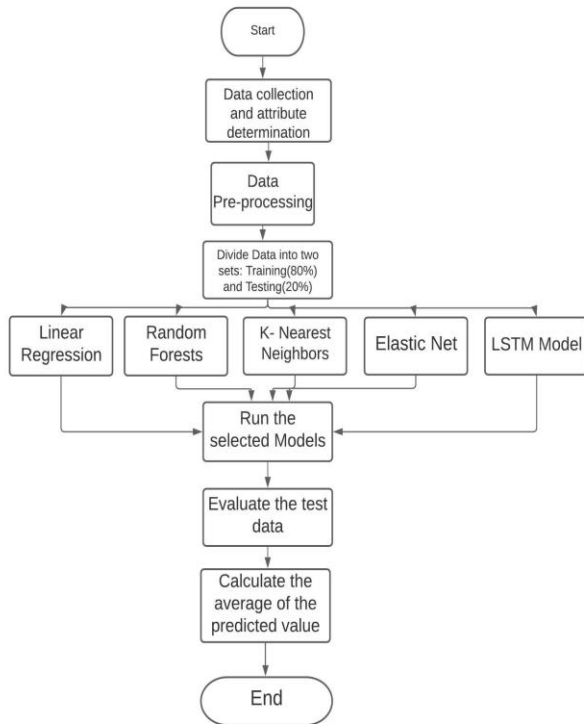 Start
Data collection
and attribute
determination
Data
Pre-processing
Divide Data into two
sets: Training(80%)
and Testing(20%)
Linear
Regression
Random
Forests
K- Nearest
Neighbors
Elastic Net
LSTM Model
Run the
selected Models
Evaluate the test
data
Calculate the
average of the
predicted value
End